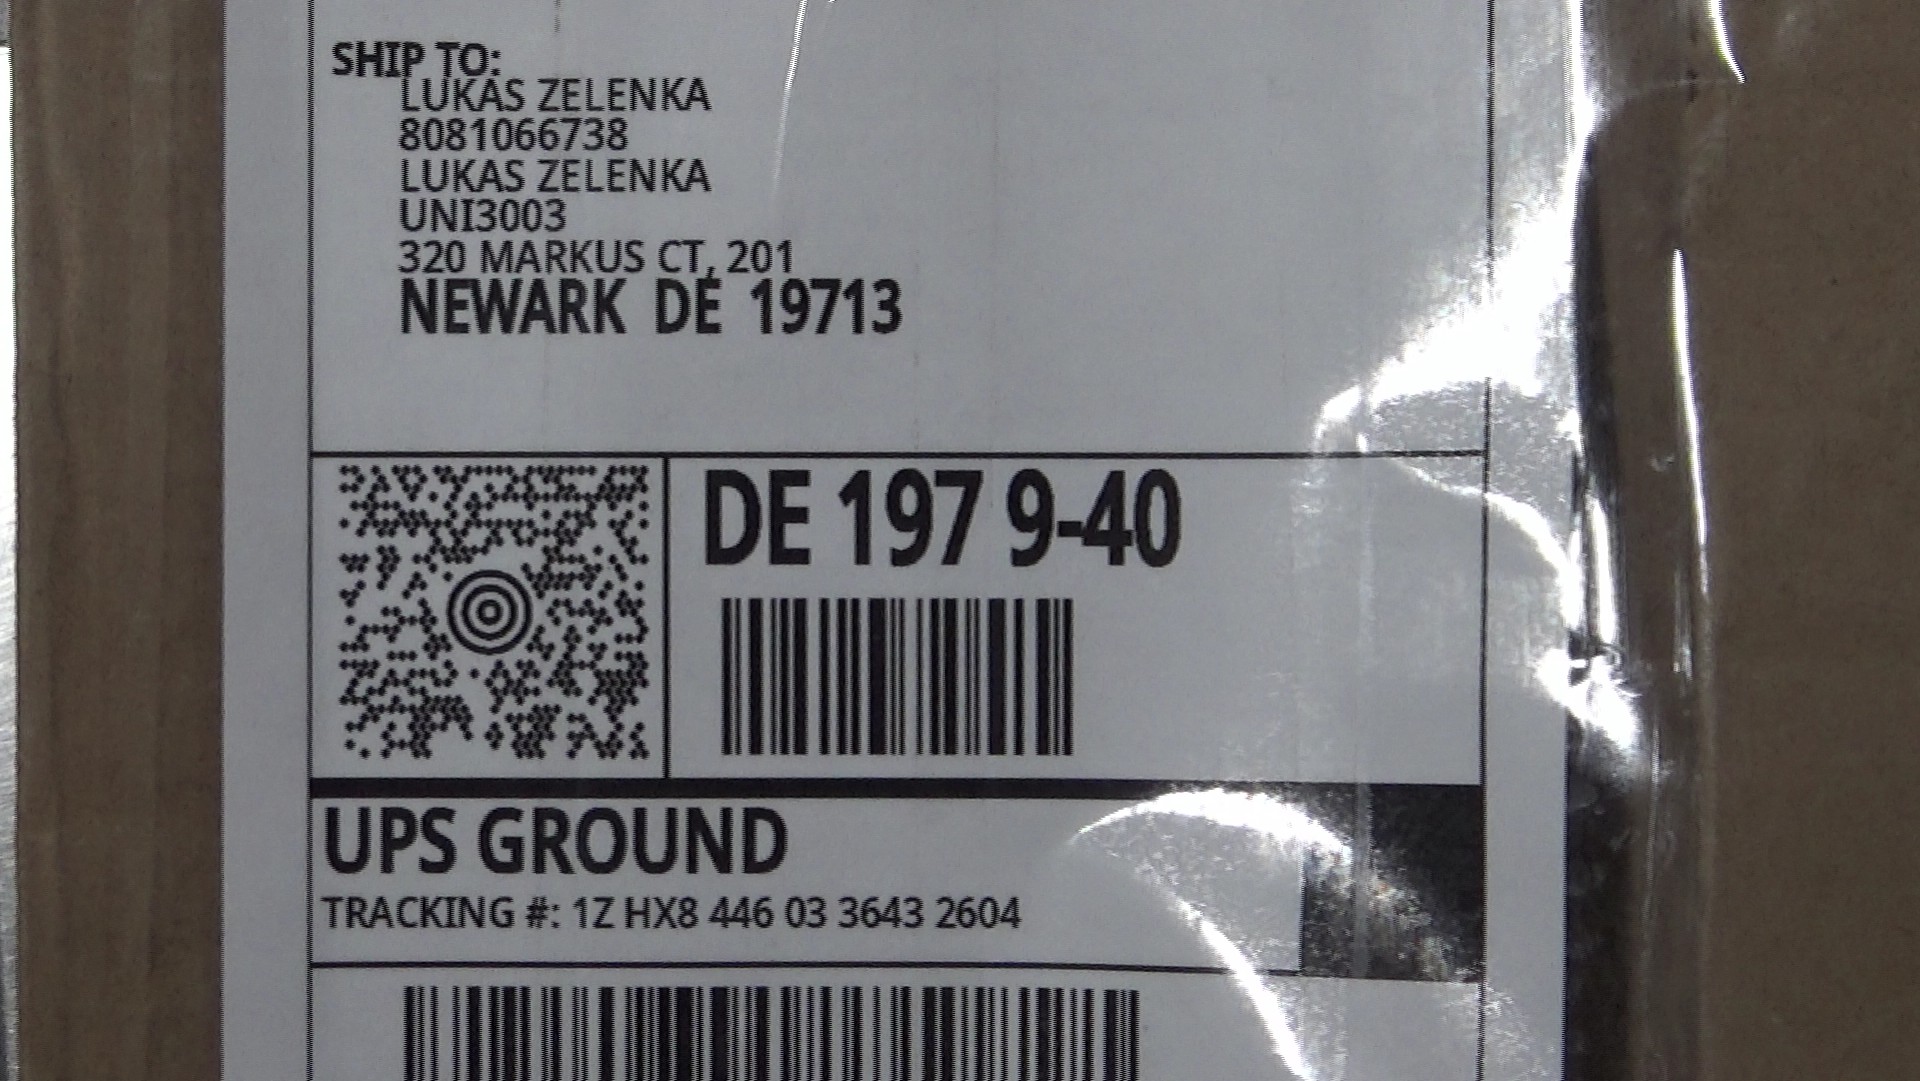 SHIP TO:
LUKAS ZELENKA
8081066738
LUKAS ZELENKA
UNI3003
320 MARKUS CT, 201
NEWARK DE 19713
DE 197 9-40
UPS GROUND
TRACKING #: 1Z HX8 446 03 3643 2604